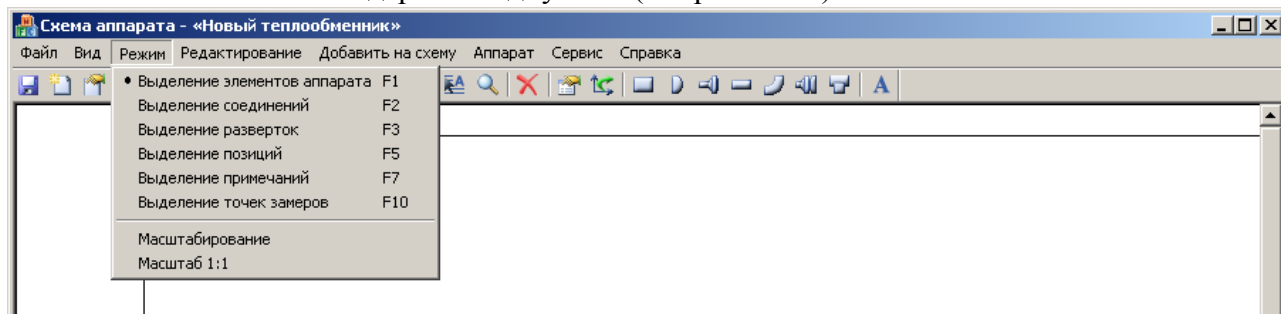 Схема аппарата - «Новый теплообменник»
Файл Вид Режим Редактирование Добавить на схему Аппарат Сервис Справка
Выделение элементов аппарата F1
Выделение соединений F2
Выделение разверток F3
Выделение позиций F5
Выделение примечаний F7
Выделение точек замеров F10
Масштабирование
Масштаб 1:1